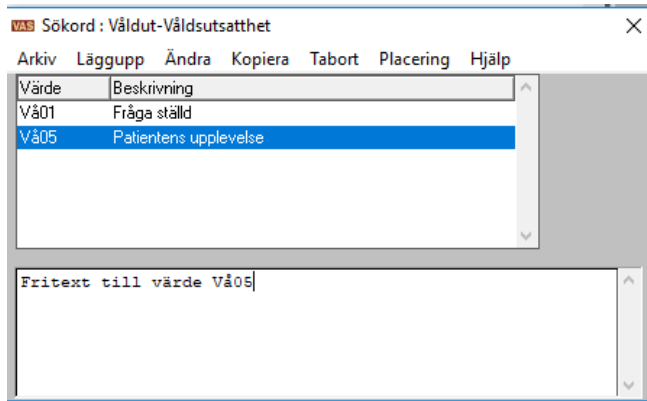 VAS Sökord : Våldut-Våldsutsatthet
Arkiv Läggupp Ändra Kopiera Tabort Placering Hjälp
Värde Beskrivning
Vå01 Fråga ställd
Vå05 Patientens upplevelse
Fritext till värde Vå05